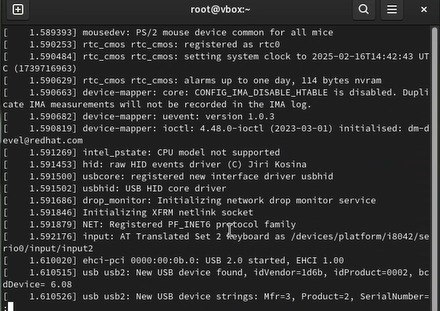 root@vbox:~
[    1.589393] mousedev: PS/2 mouse device common for all mice
[    1.590253] rtc_cmos rtc_cmos: registered as rtc0
[    1.590484] rtc_cmos rtc_cmos: setting system clock to 2025-02-16T14:42:43 UT
C (1739716963)
[    1.590629] rtc_cmos rtc_cmos: alarms up to one day, 114 bytes nvram
[    1.590663] device-mapper: core: CONFIG_IMA_DISABLE_HTABLE is disabled. Dupli
cate IMA measurements will not be recorded in the IMA log.
[    1.590682] device-mapper: uevent: version 1.0.3
[    1.590819] device-mapper: ioctl: 4.48.0-ioctl (2023-03-01) initialised: dm-d
evel@redhat.com
[    1.591269] intel_pstate: CPU model not supported
[    1.591453] hid: raw HID events driver (C) Jiri Kosina
[    1.591500] usbcore: registered new interface driver usbhid
[    1.591502] usbhid: USB HID core driver
[    1.591686] drop_monitor: Initializing network drop monitor service
[    1.591846] Initializing XFRM netlink socket
[    1.591879] NET: Registered PF_INET6 protocol family
[    1.592176] input: AT Translated Set 2 keyboard as /devices/platform/i8042/se
rio0/input/input2
[    1.610020] ehci-pci 0000:00:0b.0: USB 2.0 started, EHCI 1.00
[    1.610515] usb usb2: New USB device found, idVendor=1d6b, idProduct=0002, bc
dDevice= 6.08
[    1.610526] usb usb2: New USB device strings: Mfr=3, Product=2, SerialNumber=
: